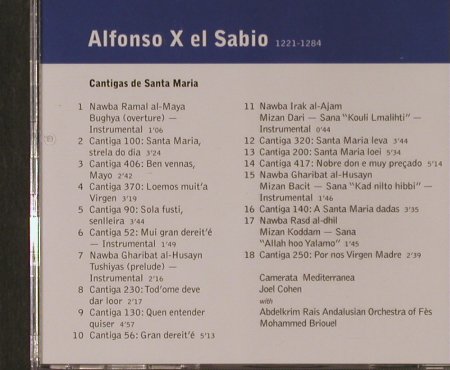 Alfonso X el Sabio 1221-1284
Cantigas de Santa Maria
1 Nawba Ramal al-Maya
Bughya (overture) —
Instrumental 1'06
2 Cantiga 100: Santa Maria,
strela do dia 3'24
3 Cantiga 406: Ben vennas,
Mayo 2'42
4 Cantiga 370: Loemos muit'a
Virgen 3'19
5 Cantiga 90: Sola fusti,
senlleira 3'44
6 Cantiga 52: Mui gran dereit'é
— Instrumental 1'49
7 Nawba Gharibat al-Husayn
Tushiyas (prelude) —
Instrumental 2'16
8 Cantiga 230: Tod'ome deve
dar loor 2'17
9 Cantiga 130: Quen entender
quiser 4'57
10 Cantiga 56: Gran dereit'é 5'13
11 Nawba Irak al-Ajam
Mizan Dari — Sana "Kouli Lmalihti" —
Instrumental 0'44
12 Cantiga 320: Santa Maria leva 3'44
13 Cantiga 200: Santa Maria loei 5'34
14 Cantiga 417: Nobre don e muy preçado 5'14
15 Nawba Gharibat al-Husayn
Mizan Bacit — Sana "Kad nilto hibbi" —
Instrumental 1'46
16 Cantiga 140: A Santa Maria dadas 3'35
17 Nawba Rasd al-dhil
Mizan Koddam — Sana
"Allah hoo Yalamo" 1'45
18 Cantiga 250: Por nos Virgen Madre 2'39
Camerata Mediterranea
Joel Cohen
with
Abdelkrim Rais Andalusian Orchestra of Fès
Mohammed Briouel